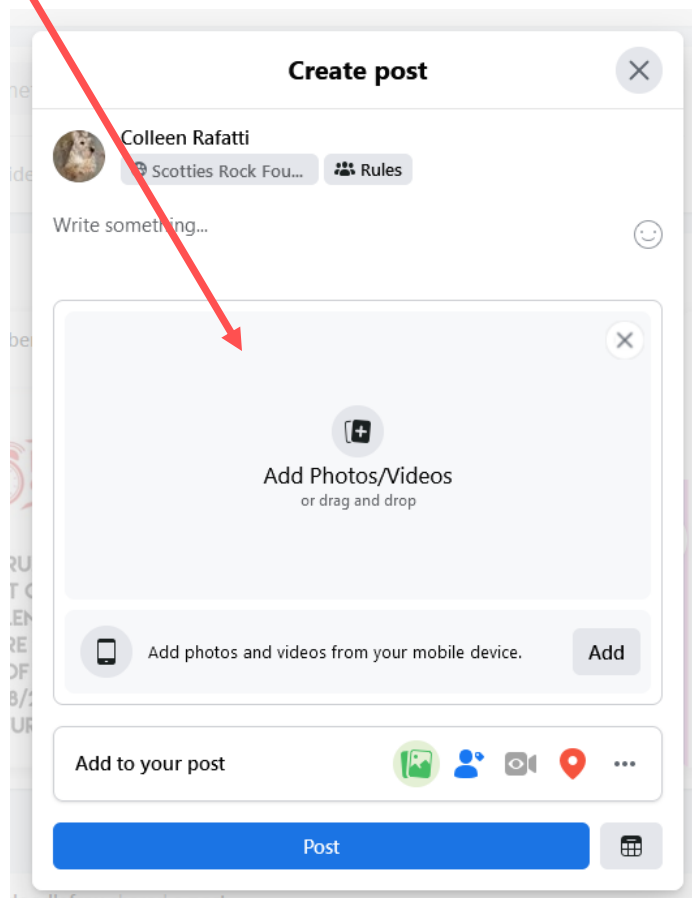 Create post
Colleen Rafatti
Scotties Rock Fou...
Rules
Write something...
Add Photos/Videos
or drag and drop
Add photos and videos from your mobile device.
Add
Add to your post
Post